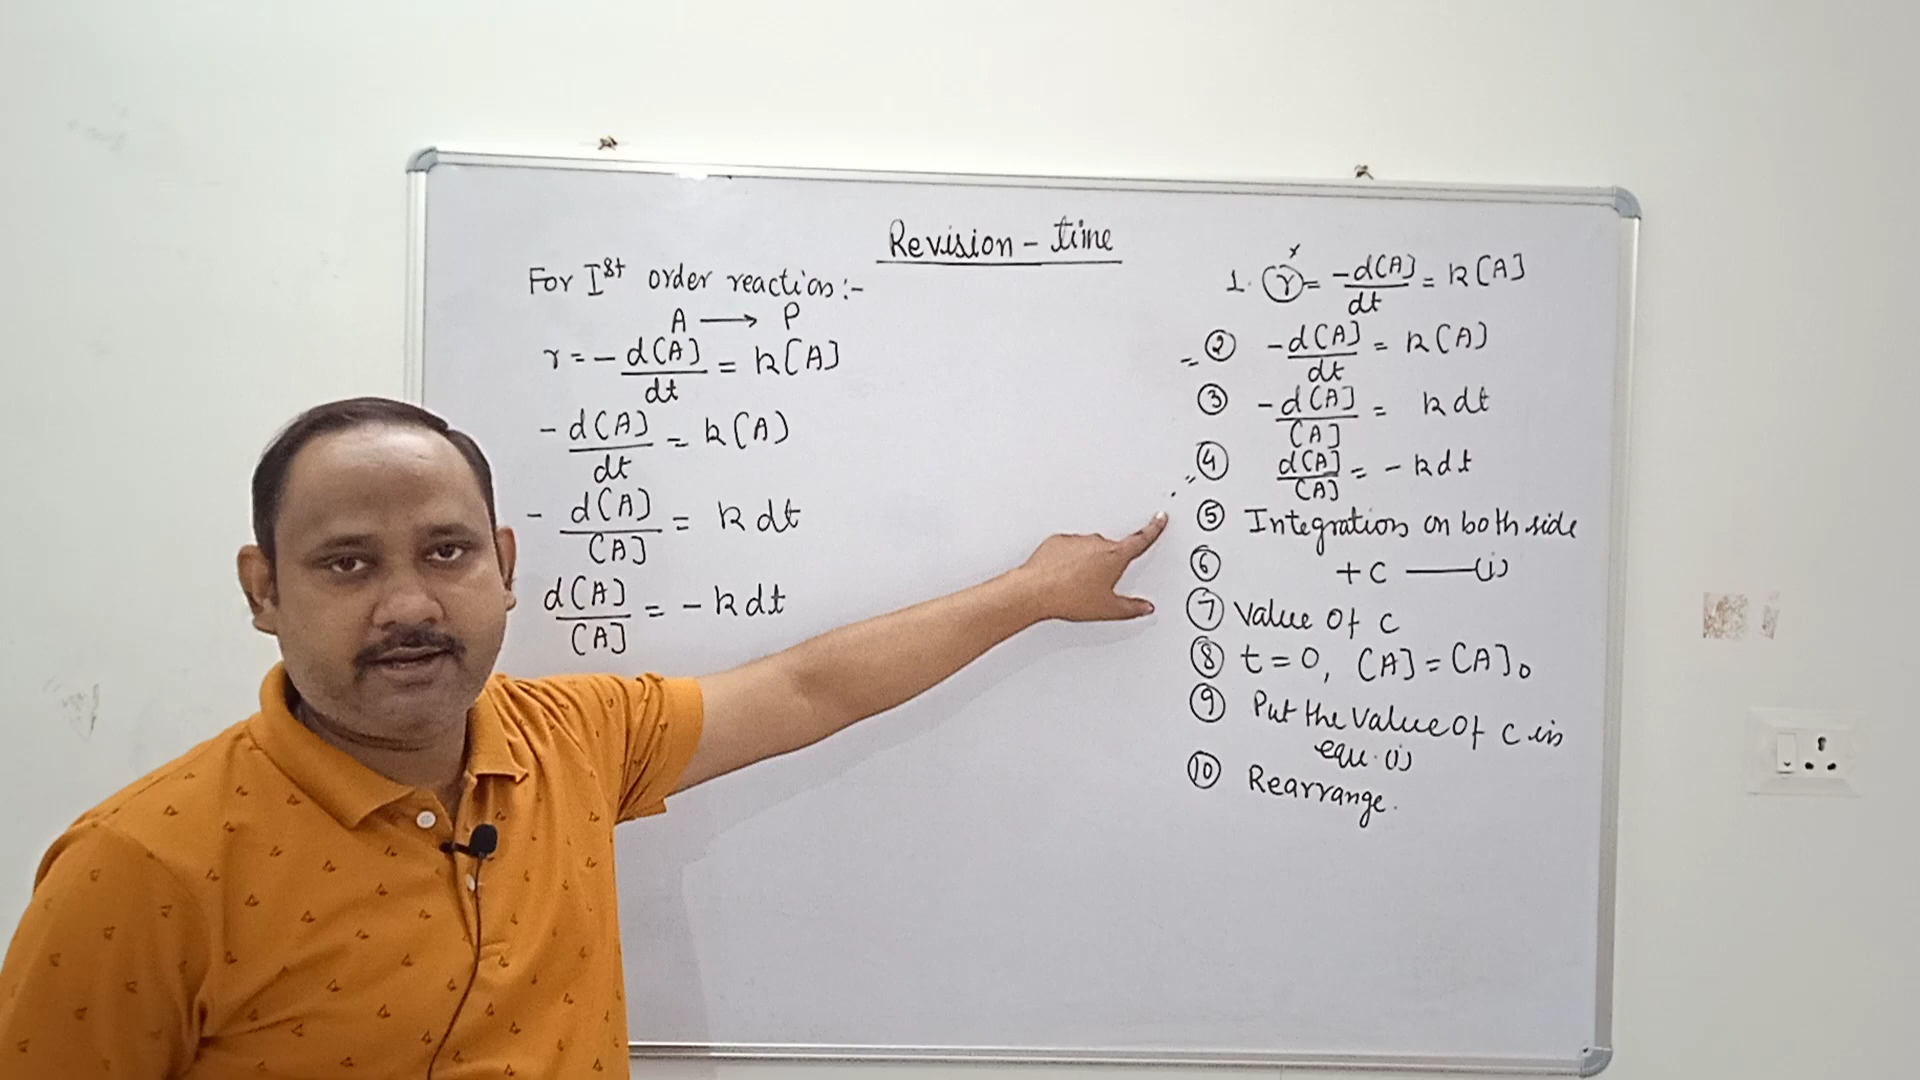 Revision - time
For Ist order reaction:-
A ⟶ P
r = - d[A]/dt = k[A]
- d[A]/dt = k[A]
- d[A]/[A] = k dt
d[A]/[A] = - k dt
1. r = -d[A]/dt = k[A]
= ② -d[A]/dt = k[A]
③ -d[A]/[A] = k dt
= ④ d[A]/[A] = - k dt
⑤ Integration on both side
⑥ + C —— (i)
⑦ Value of C
⑧ t = 0, [A] = [A]₀
⑨ Put the value of C in
equ. (i)
⑩ Rearrange.